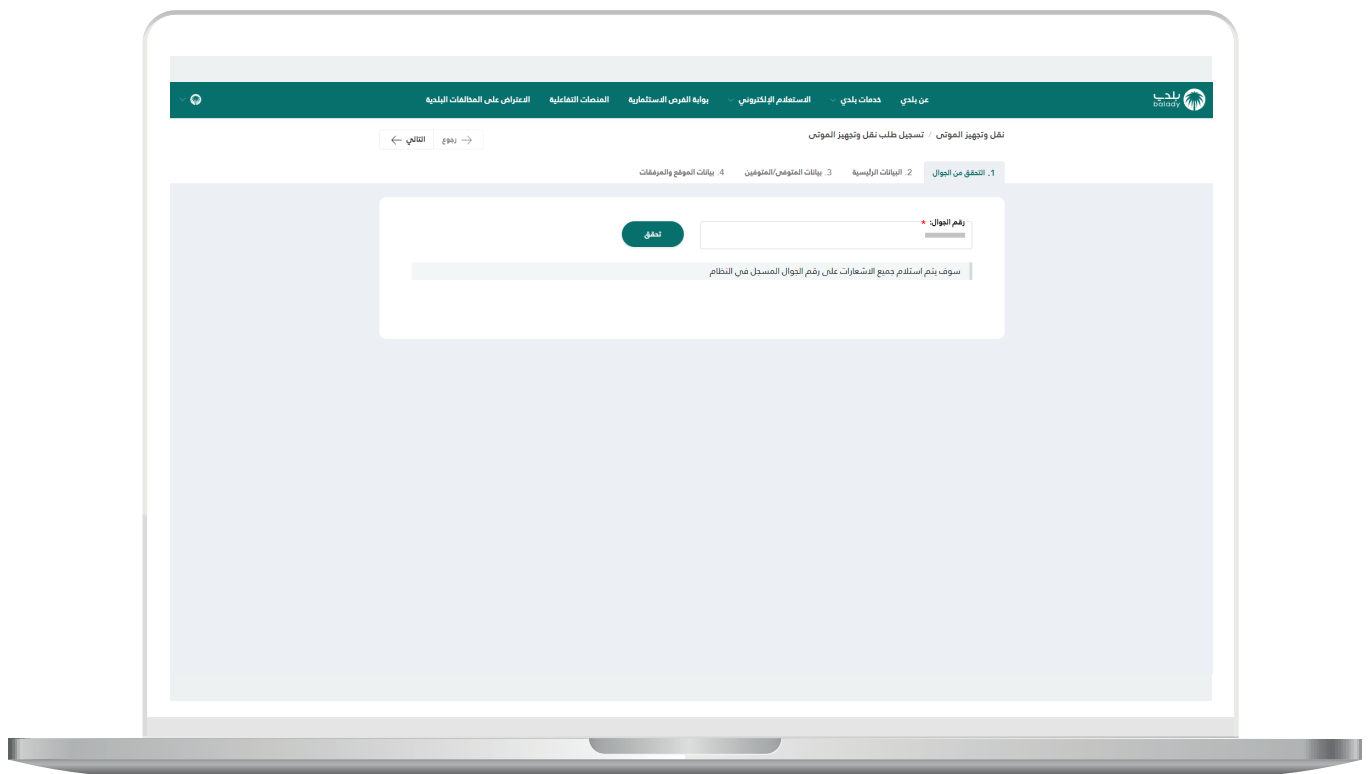 بلدي
balady
عن بلدي خدمات بلدي الاستعلام الإلكتروني بوابة الفرص الاستثمارية المنصات التفاعلية الاعتراض على المخالفات البلدية
نقل وتجهيز الموتى / تسجيل طلب نقل وتجهيز الموتى
رجوع التالي
1. التحقق من الجوال 2. البيانات الرئيسية 3. بيانات المتوفى/المتوفين 4. بيانات الموقع والمرفقات
رقم الجوال: *
تحقق
سوف يتم استلام جميع الاشعارات على رقم الجوال المسجل في النظام